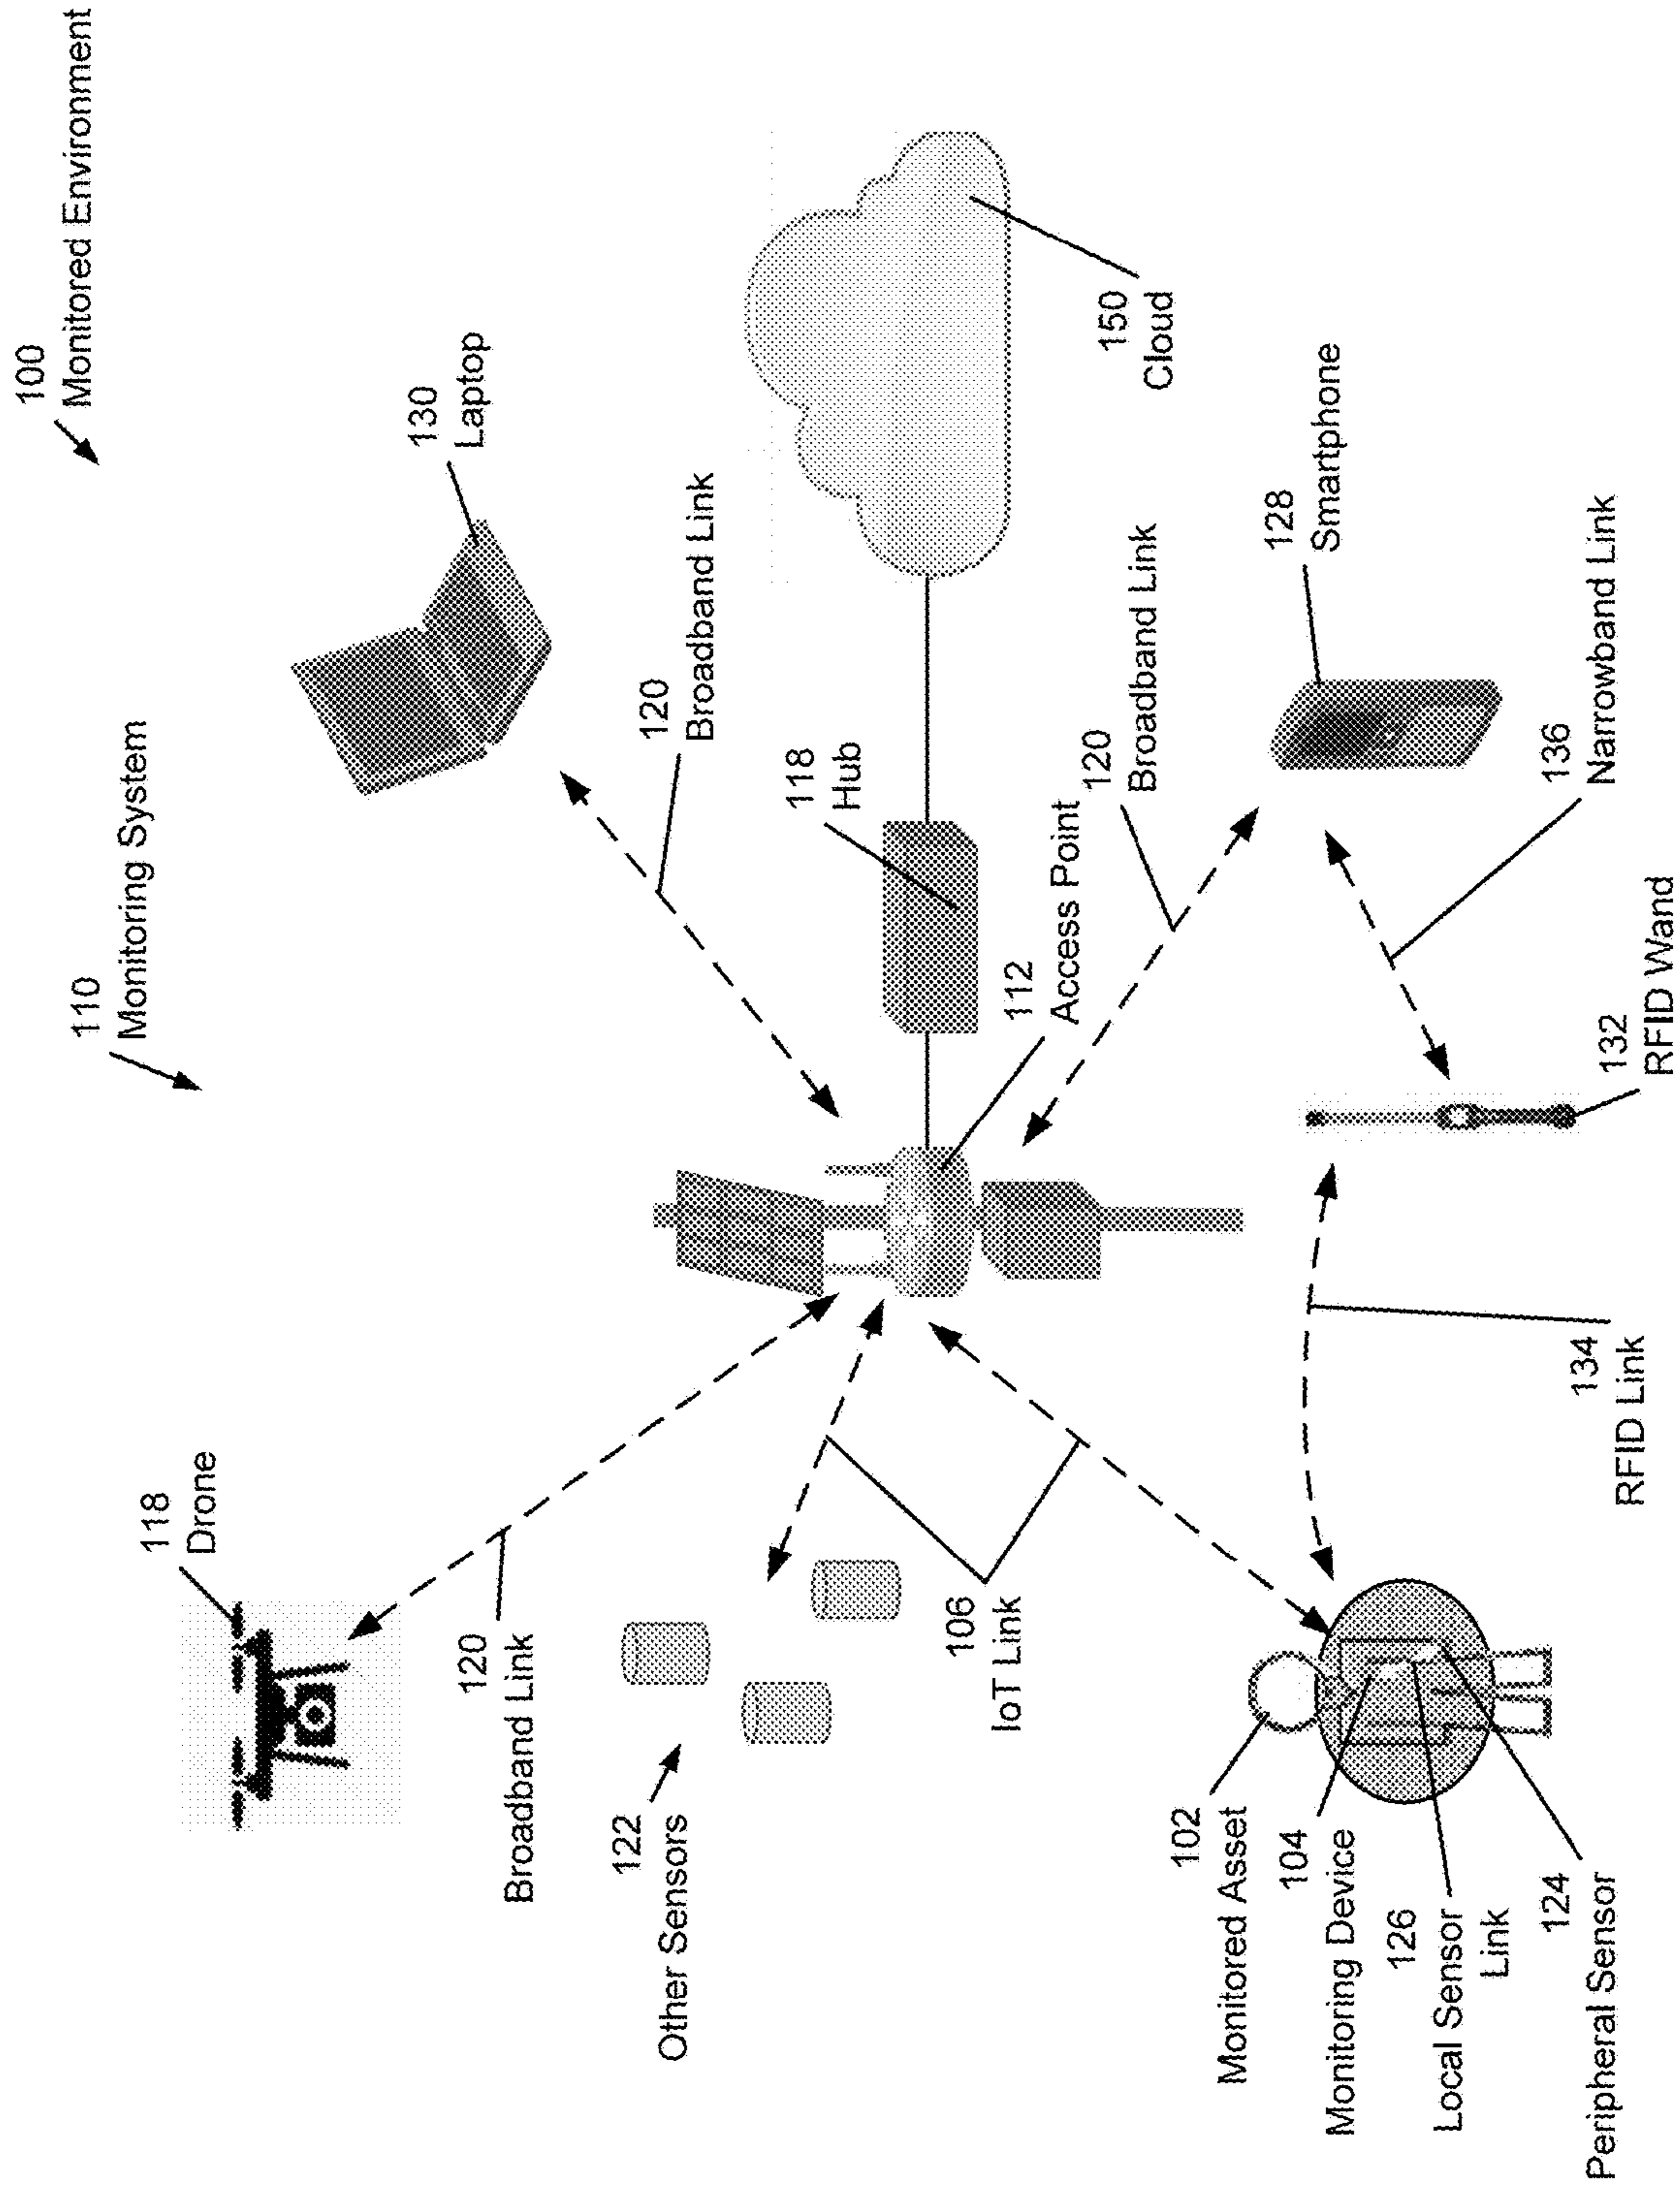 100
Monitored Environment
110
Monitoring System
118
Drone
130
Laptop
120
Broadband Link
120
Broadband Link
122
Other Sensors
118
Hub
106
IoT Link
112
Access Point
150
Cloud
120
Broadband Link
102
Monitored Asset
104
Monitoring Device
126
Local Sensor
Link
124
Peripheral Sensor
128
Smartphone
134
RFID Link
132
RFID Wand
136
Narrowband Link